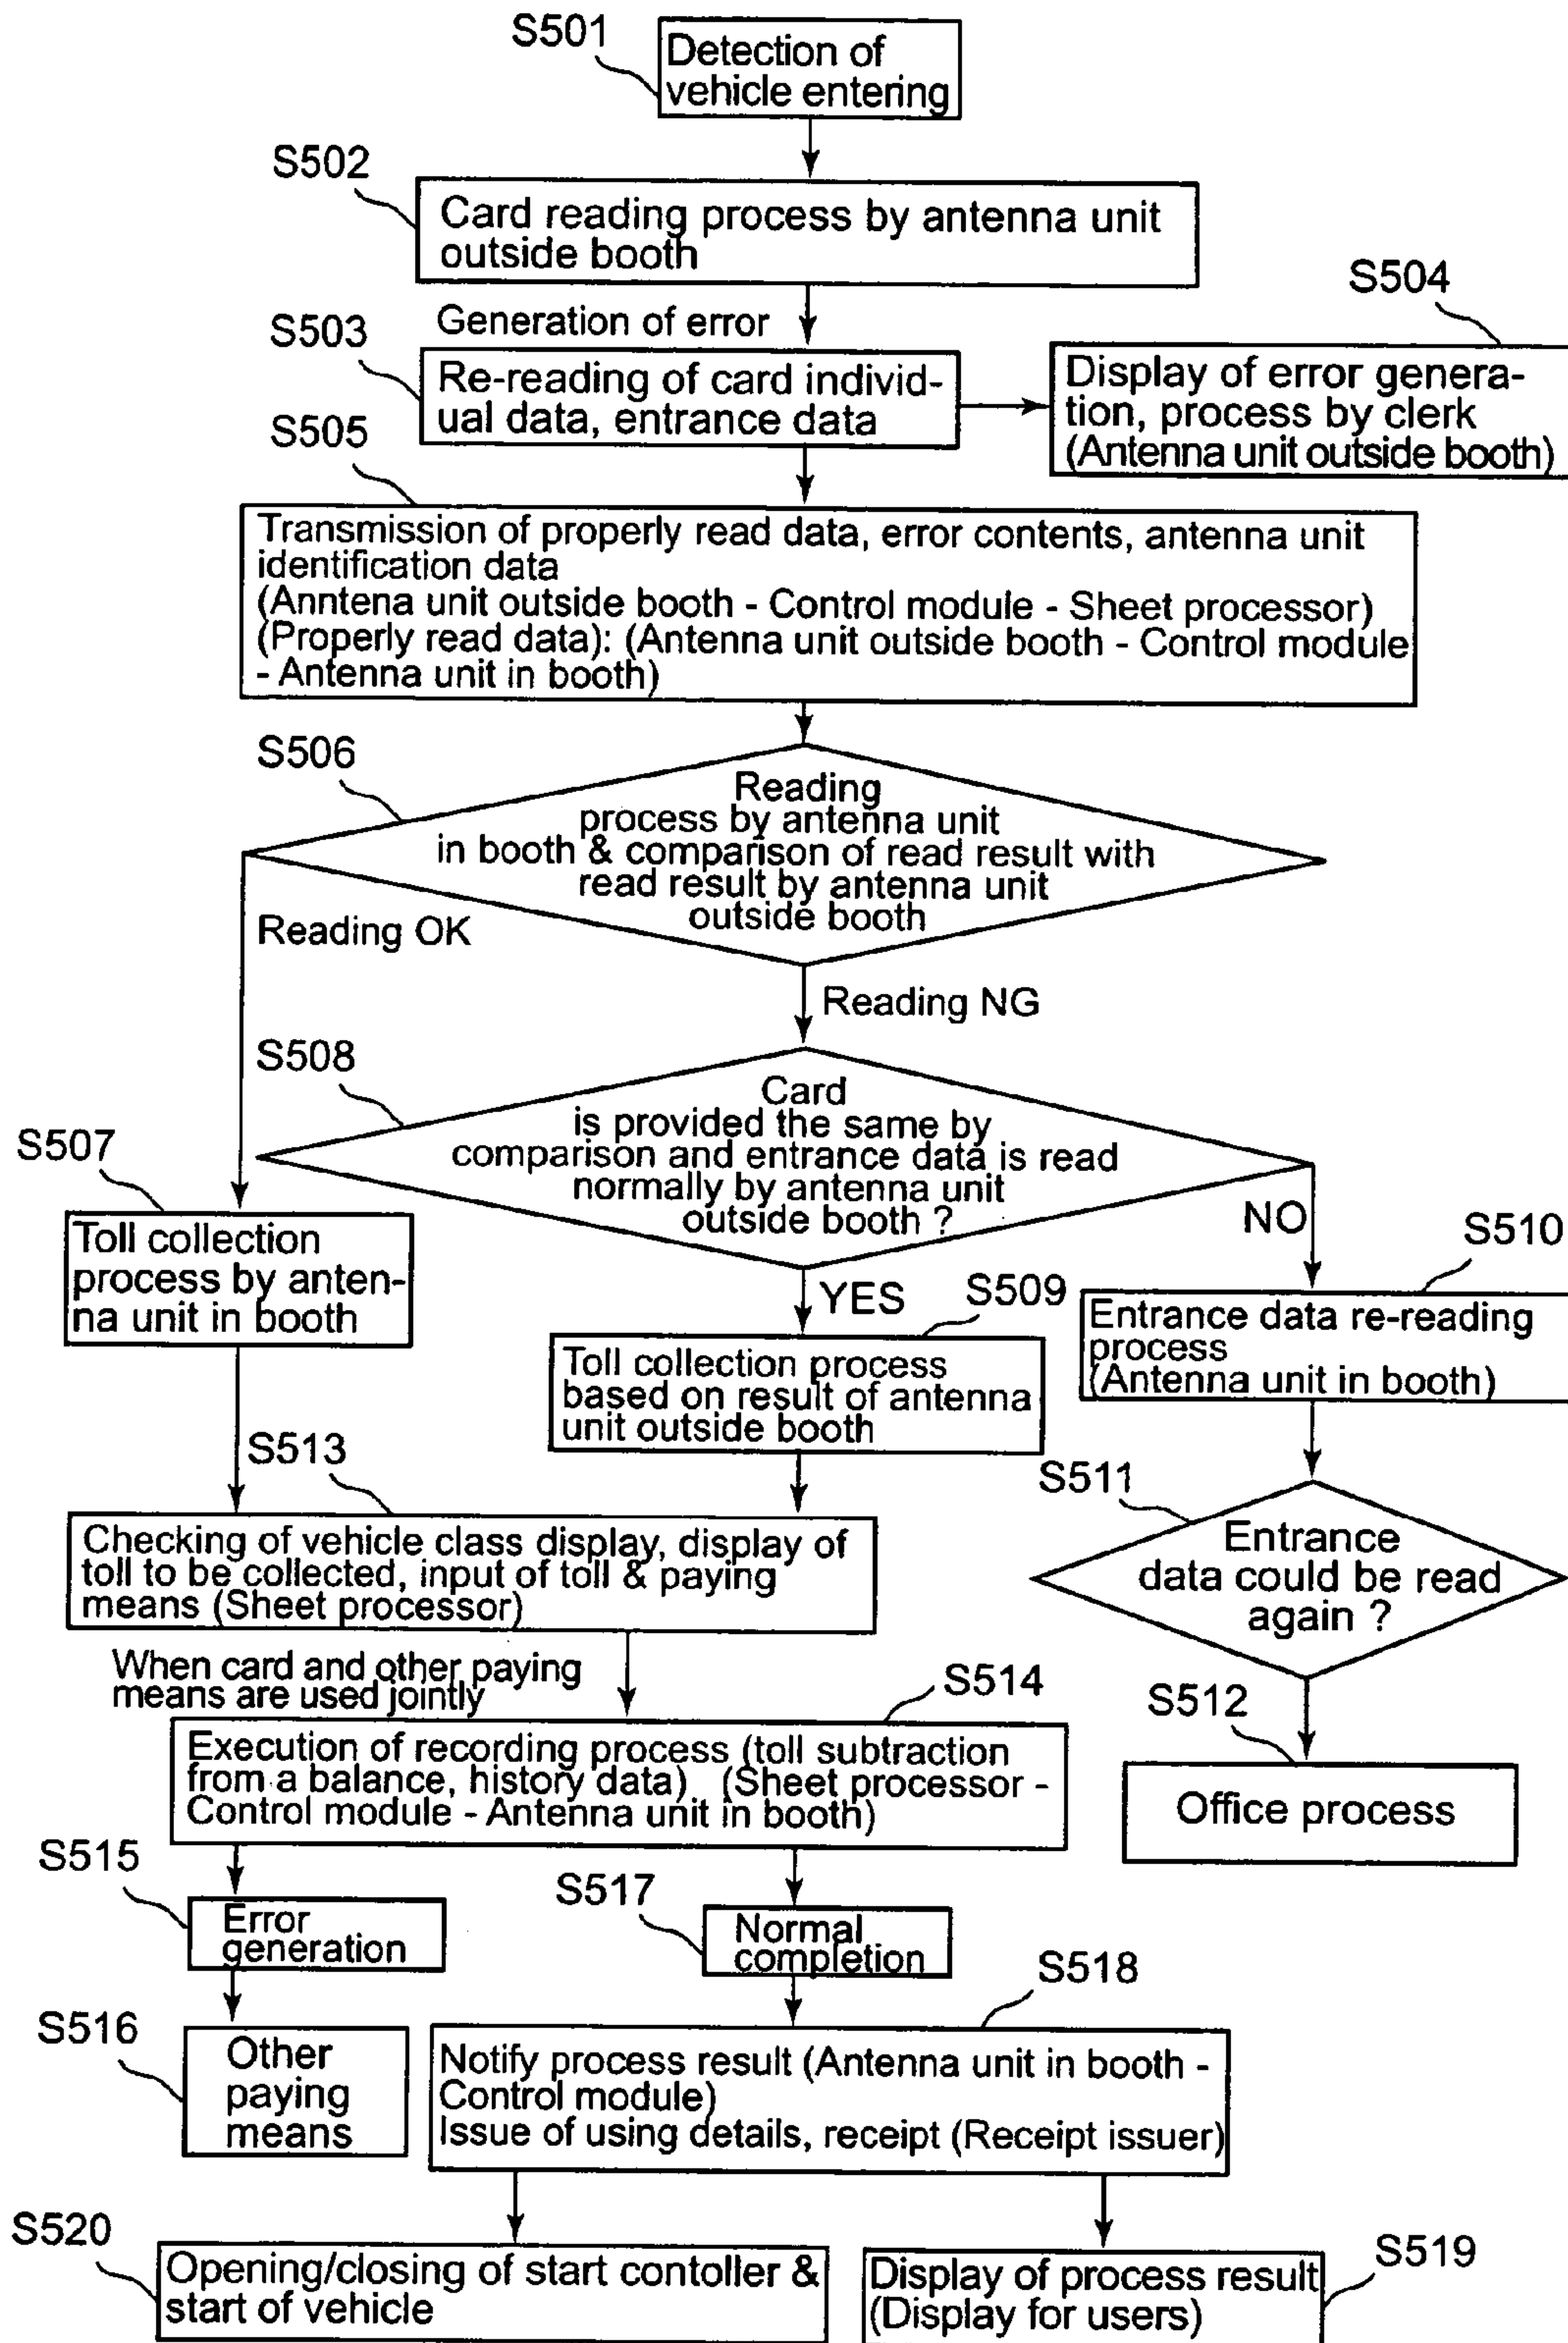 S501
Detection of
vehicle entering
S502
Card reading process by antenna unit
outside booth
Generation of error
S503
Re-reading of card individ-
ual data, entrance data
S504
Display of error genera-
tion, process by clerk
(Antenna unit outside booth)
S505
Transmission of properly read data, error contents, antenna unit
identification data
(Anntena unit outside booth - Control module - Sheet processor)
(Properly read data): (Antenna unit outside booth - Control module
- Antenna unit in booth)
S506
Reading
process by antenna unit
in booth & comparison of read result with
read result by antenna unit
outside booth
Reading OK
Reading NG
S508
Card
is provided the same by
comparison and entrance data is read
normally by antenna unit
outside booth ?
S507
Toll collection
process by anten-
na unit in booth
YES
NO
S509
Toll collection process
based on result of antenna
unit outside booth
S510
Entrance data re-reading
process
(Antenna unit in booth)
S511
Entrance
data could be read
again ?
S512
Office process
S513
Checking of vehicle class display, display of
toll to be collected, input of toll & paying
means (Sheet processor)
When card and other paying
means are used jointly
S514
Execution of recording process (toll subtraction
from a balance, history data) (Sheet processor -
Control module - Antenna unit in booth)
S515
Error
generation
S517
Normal
completion
S516
Other
paying
means
S518
Notify process result (Antenna unit in booth -
Control module)
Issue of using details, receipt (Receipt issuer)
S520
Opening/closing of start contoller &
start of vehicle
S519
Display of process result
(Display for users)